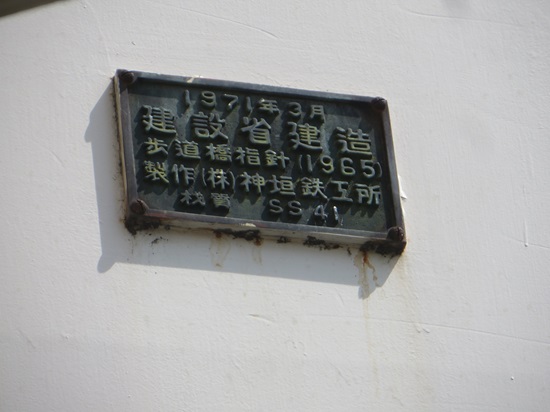 1971年3月
建設省建造
歩道橋指針(1965)
製作(株)神垣鉄工所
材質 SS41